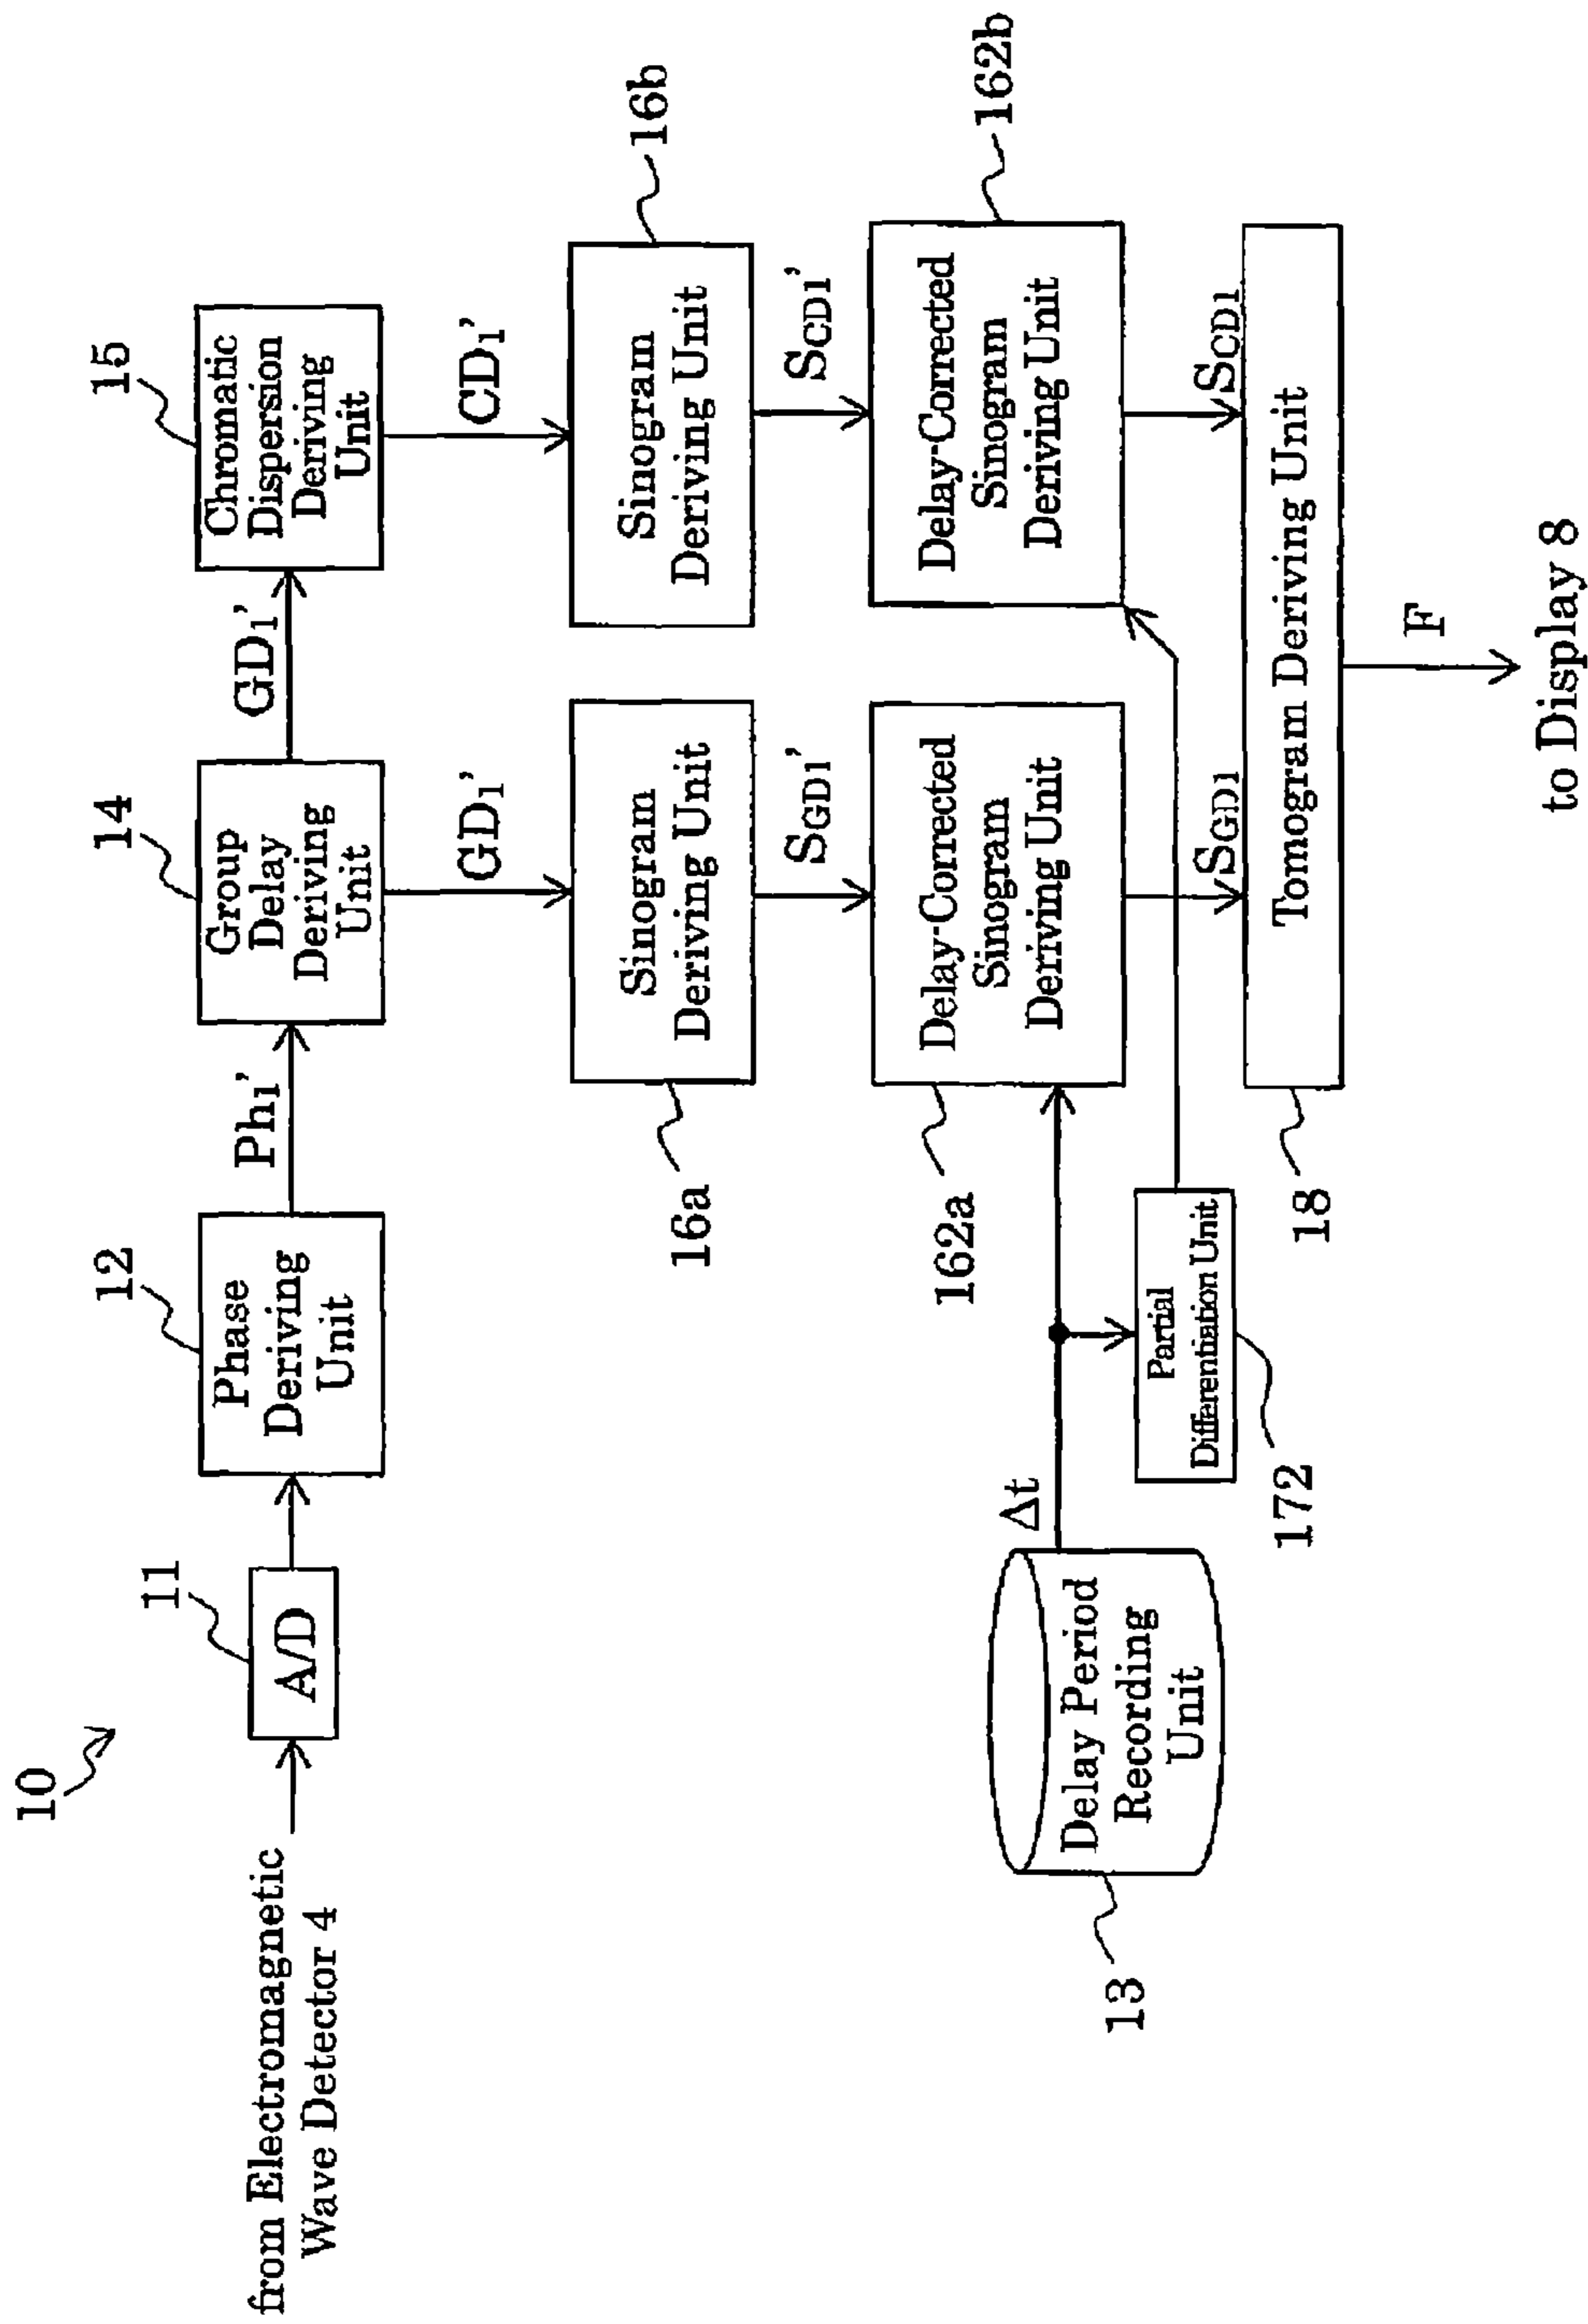 10
from Electromagnetic
Wave Detector 4
11
A/D
12
Phase
Deriving
Unit
Ph1’
14
Group
Delay
Deriving
Unit
GD1’
15
Chromatic
Dispersion
Deriving
Unit
GD1’
CD1’
16a
Sinogram
Deriving Unit
16b
Sinogram
Deriving Unit
SGD1’
SCD1’
13
Delay Period
Recording
Unit
Δt
162a
Delay-Corrected
Sinogram
Deriving Unit
162b
Delay-Corrected
Sinogram
Deriving Unit
172
Partial
Differentiation Unit
SGD1
SCD1
18
Tomogram Deriving Unit
F
to Display 8